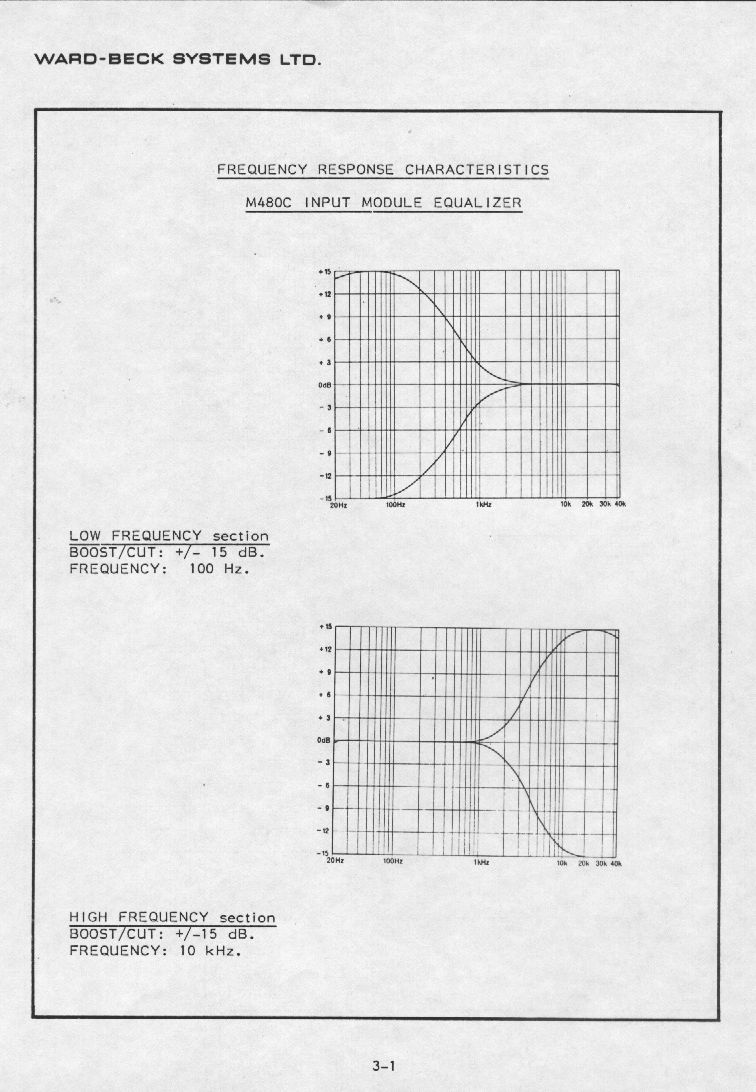 WARD-BECK SYSTEMS LTD.
FREQUENCY RESPONSE CHARACTERISTICS
M480C INPUT MODULE EQUALIZER
+15
+12
+ 9
+ 6
+ 3
0dB
- 3
- 6
- 9
-12
-15
20Hz 100Hz 1kHz 10k 20k 30k 40k
LOW FREQUENCY section
BOOST/CUT: +/- 15 dB.
FREQUENCY: 100 Hz.
+15
+12
+ 9
+ 6
+ 3
0dB
- 3
- 6
- 9
-12
-15
20Hz 100Hz 1kHz 10k 20k 30k 40k
HIGH FREQUENCY section
BOOST/CUT: +/-15 dB.
FREQUENCY: 10 kHz.
3-1